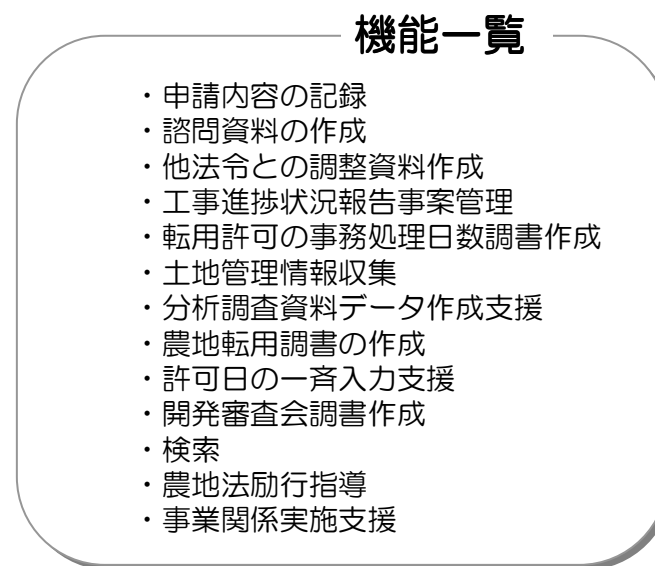 機能一覧
・申請内容の記録
・諮問資料の作成
・他法令との調整資料作成
・工事進捗状況報告事案管理
・転用許可の事務処理日数調書作成
・土地管理情報収集
・分析調査資料データ作成支援
・農地転用調書の作成
・許可日の一斉入力支援
・開発審査会調書作成
・検索
・農地法励行指導
・事業関係実施支援